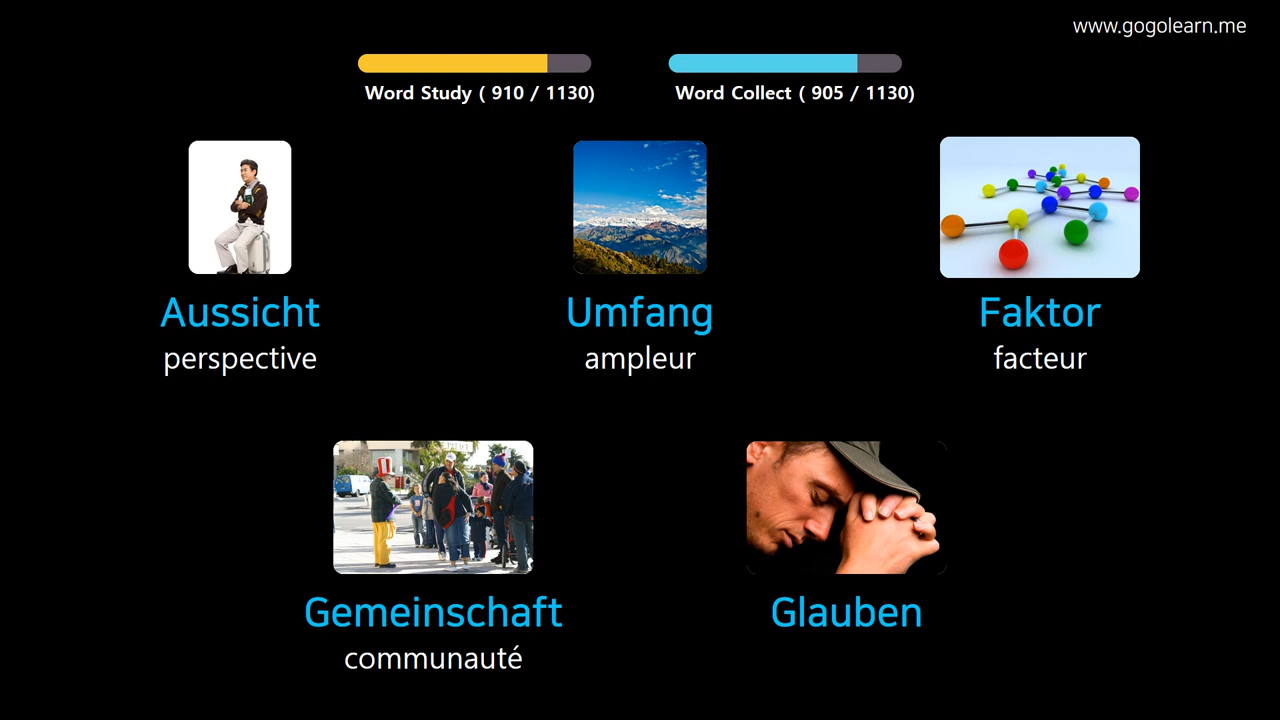 www.gogolearn.me
Word Study ( 910 / 1130)
Word Collect ( 905 / 1130)
Aussicht
perspective
Umfang
ampleur
Faktor
facteur
Gemeinschaft
communauté
Glauben